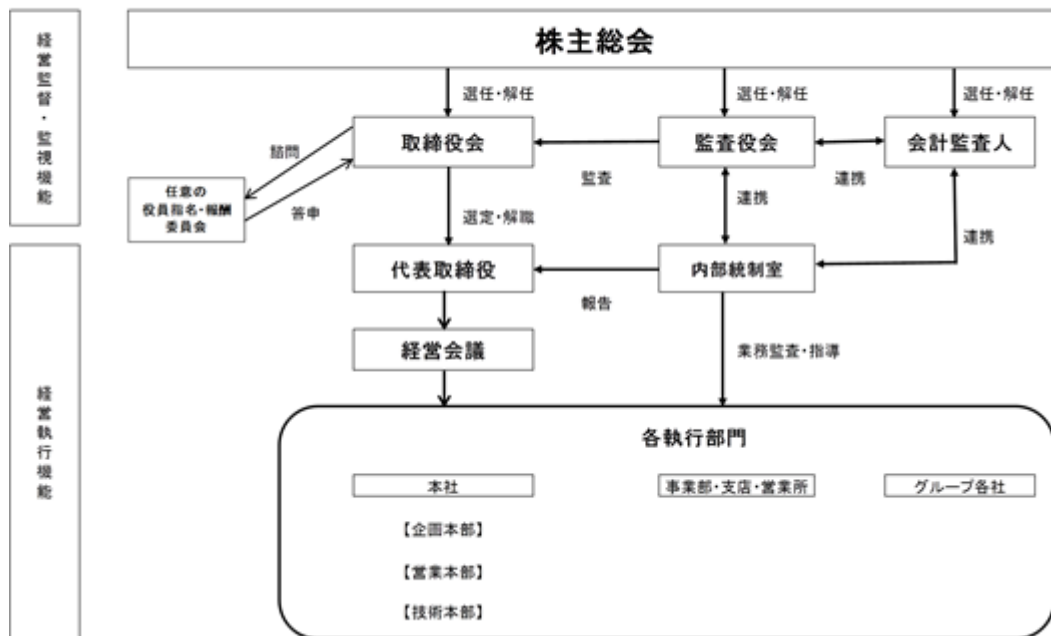 経営監督・監視機能
株主総会
選任・解任
選任・解任
選任・解任
取締役会
監査役会
会計監査人
諮問
監査
連携
任意の
役員指名・報酬
委員会
答申
選定・解職
連携
連携
代表取締役
内部統制室
報告
経営会議
業務監査・指導
経営執行機能
各執行部門
本社
事業部・支店・営業所
グループ各社
【企画本部】
【営業本部】
【技術本部】